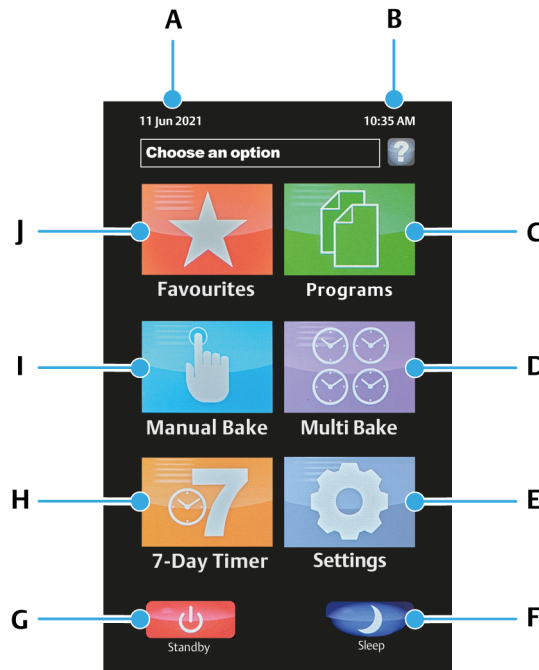 A B
11 Jun 2021 10:35 AM
Choose an option ?
J C
Favourites Programs
I D
Manual Bake Multi Bake
H 7 E
7-Day Timer Settings
G F
Standby Sleep